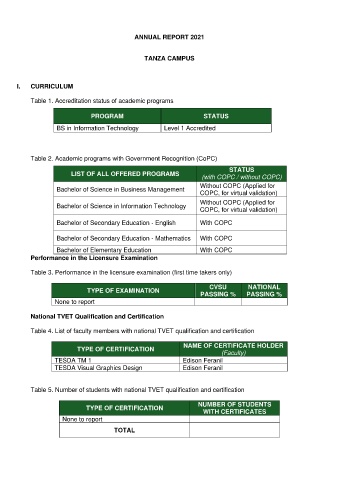 ANNUAL REPORT 2021
TANZA CAMPUS
I. CURRICULUM
Table 1. Accreditation status of academic programs
PROGRAM STATUS
BS in Information Technology Level 1 Accredited
Table 2. Academic programs with Government Recognition (CoPC)
LIST OF ALL OFFERED PROGRAMS STATUS
(with COPC / without COPC)
Bachelor of Science in Business Management Without COPC (Applied for
COPC, for virtual validation)
Bachelor of Science in Information Technology Without COPC (Applied for
COPC, for virtual validation)
Bachelor of Secondary Education - English With COPC
Bachelor of Secondary Education - Mathematics With COPC
Bachelor of Elementary Education With COPC
Performance in the Licensure Examination
Table 3. Performance in the licensure examination (first time takers only)
TYPE OF EXAMINATION CVSU
PASSING % NATIONAL
PASSING %
None to report
National TVET Qualification and Certification
Table 4. List of faculty members with national TVET qualification and certification
TYPE OF CERTIFICATION NAME OF CERTIFICATE HOLDER
(Faculty)
TESDA TM 1 Edison Feranil
TESDA Visual Graphics Design Edison Feranil
Table 5. Number of students with national TVET qualification and certification
TYPE OF CERTIFICATION NUMBER OF STUDENTS
WITH CERTIFICATES
None to report
TOTAL